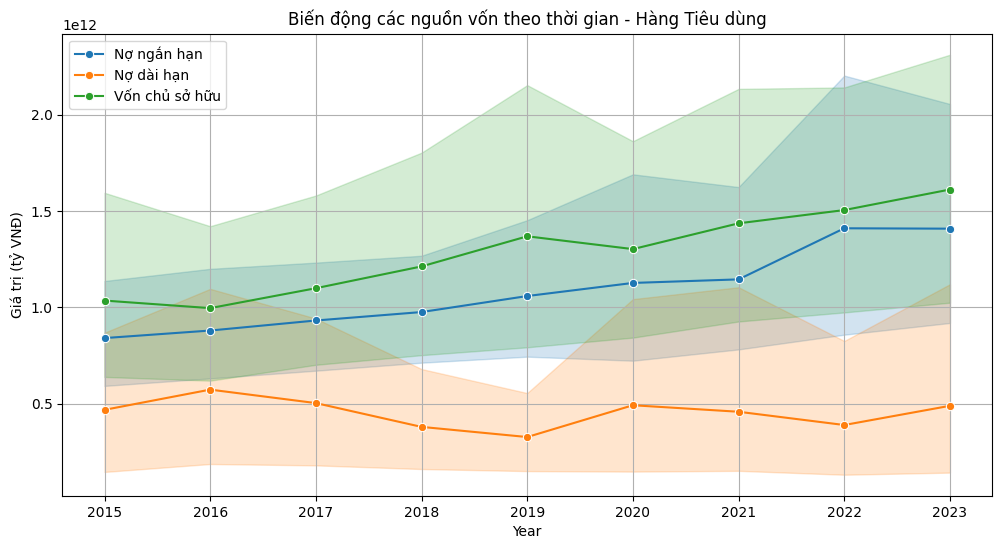 Biến động các nguồn vốn theo thời gian - Hàng Tiêu dùng
1e12
Nợ ngắn hạn
Nợ dài hạn
Vốn chủ sở hữu
Giá trị (tỷ VNĐ)
2.0
1.5
1.0
0.5
2015 2016 2017 2018 2019 2020 2021 2022 2023
Year